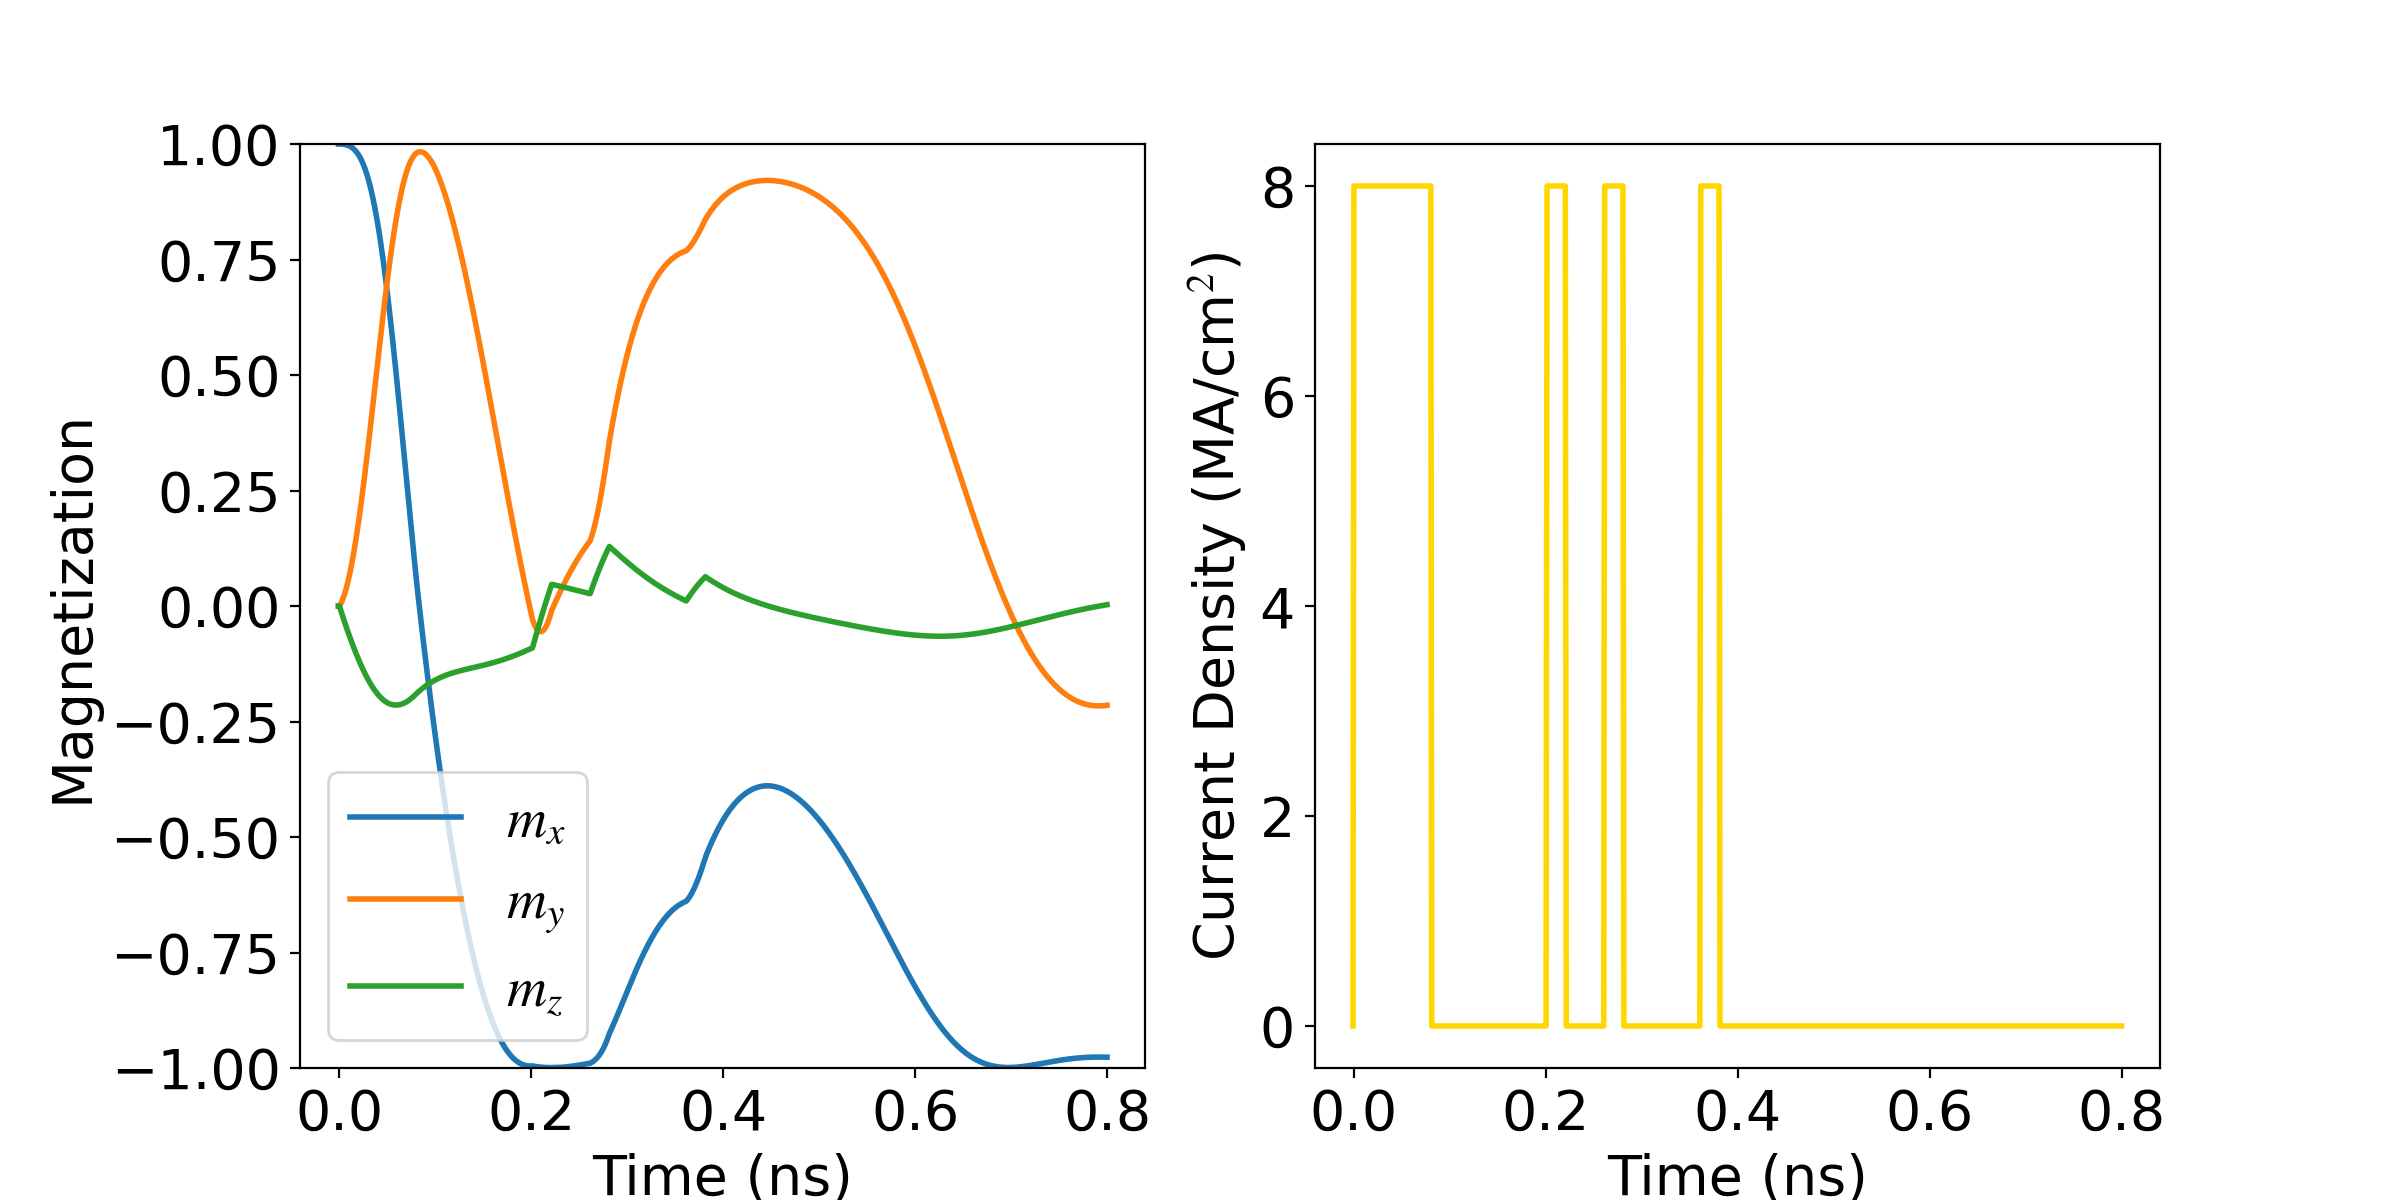 Magnetization
1.00
0.75
0.50
0.25
0.00
−0.25
−0.50
−0.75
−1.00
m_x
m_y
m_z
0.0 0.2 0.4 0.6 0.8
Time (ns)
Current Density (MA/cm²)
8
6
4
2
0
0.0 0.2 0.4 0.6 0.8
Time (ns)